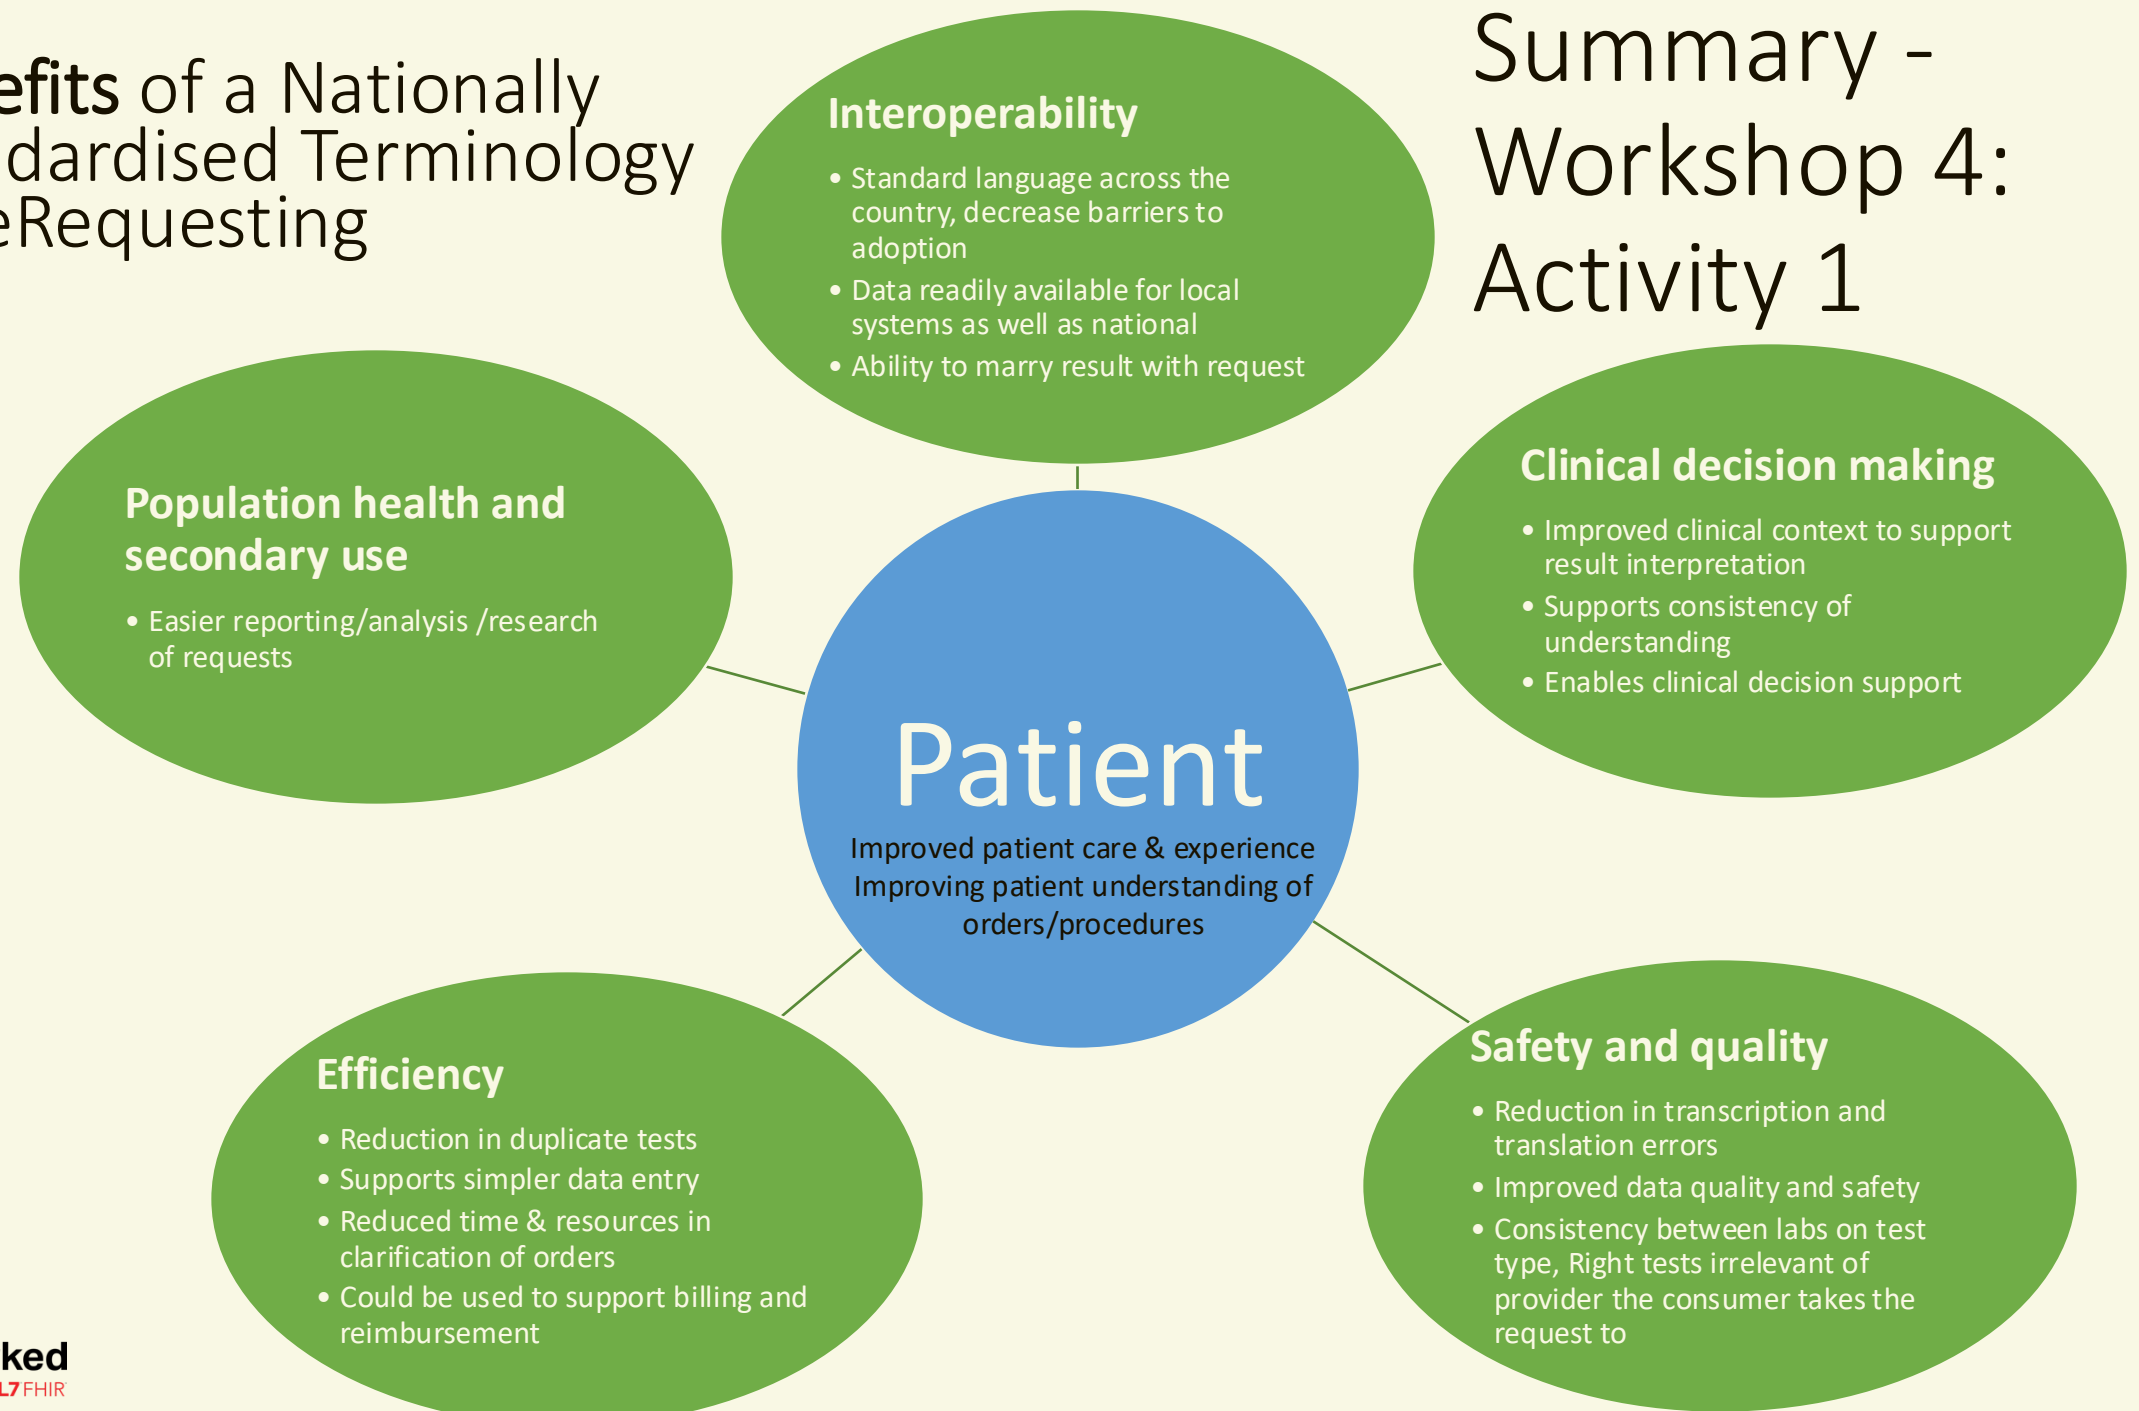 efits of a Nationally
dardised Terminology
eRequesting
Summary -
Workshop 4:
Activity 1
Interoperability
• Standard language across the
country, decrease barriers to
adoption
• Data readily available for local
systems as well as national
• Ability to marry result with request
Population health and
secondary use
• Easier reporting/analysis /research
of requests
Clinical decision making
• Improved clinical context to support
result interpretation
• Supports consistency of
understanding
• Enables clinical decision support
Patient
Improved patient care & experience
Improving patient understanding of
orders/procedures
Efficiency
• Reduction in duplicate tests
• Supports simpler data entry
• Reduced time & resources in
clarification of orders
• Could be used to support billing and
reimbursement
Safety and quality
• Reduction in transcription and
translation errors
• Improved data quality and safety
• Consistency between labs on test
type, Right tests irrelevant of
provider the consumer takes the
request to
ked
L7 FHIR